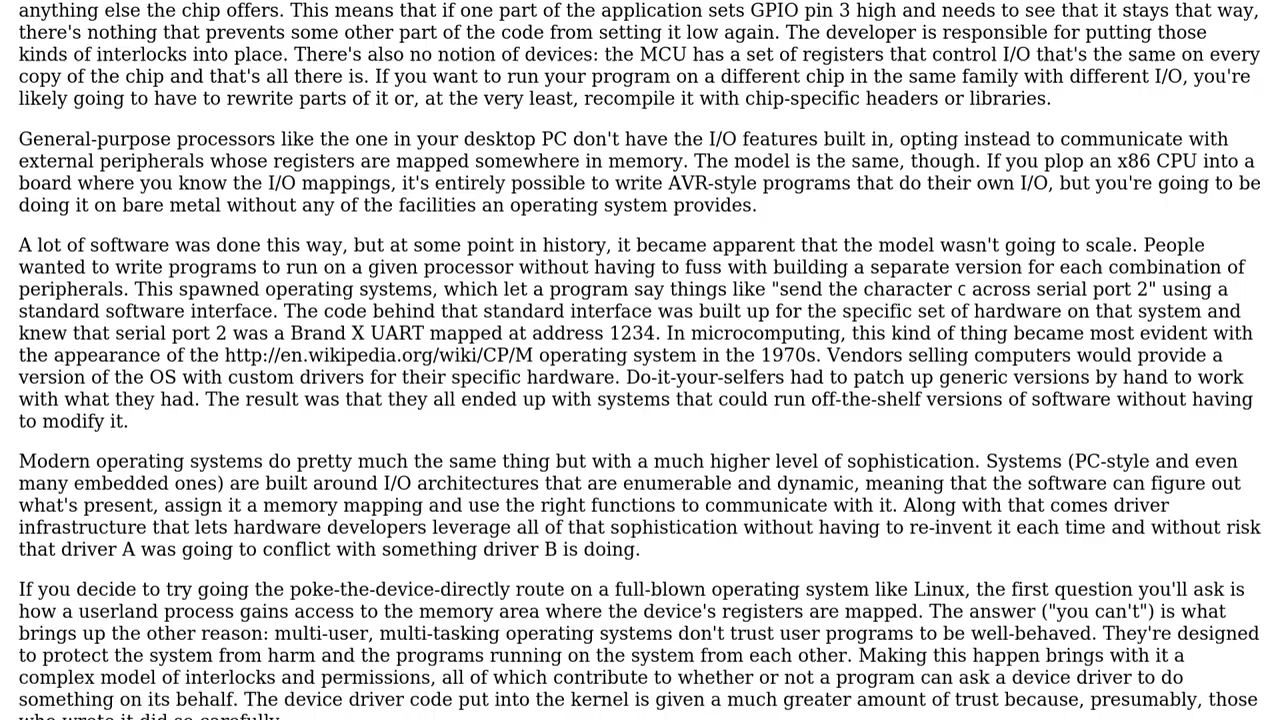 anything else the chip offers. This means that if one part of the application sets GPIO pin 3 high and needs to see that it stays that way,
there's nothing that prevents some other part of the code from setting it low again. The developer is responsible for putting those
kinds of interlocks into place. There's also no notion of devices: the MCU has a set of registers that control I/O that's the same on every
copy of the chip and that's all there is. If you want to run your program on a different chip in the same family with different I/O, you're
likely going to have to rewrite parts of it or, at the very least, recompile it with chip-specific headers or libraries.
General-purpose processors like the one in your desktop PC don't have the I/O features built in, opting instead to communicate with
external peripherals whose registers are mapped somewhere in memory. The model is the same, though. If you plop an x86 CPU into a
board where you know the I/O mappings, it's entirely possible to write AVR-style programs that do their own I/O, but you're going to be
doing it on bare metal without any of the facilities an operating system provides.
A lot of software was done this way, but at some point in history, it became apparent that the model wasn't going to scale. People
wanted to write programs to run on a given processor without having to fuss with building a separate version for each combination of
peripherals. This spawned operating systems, which let a program say things like "send the character c across serial port 2" using a
standard software interface. The code behind that standard interface was built up for the specific set of hardware on that system and
knew that serial port 2 was a Brand X UART mapped at address 1234. In microcomputing, this kind of thing became most evident with
the appearance of the http://en.wikipedia.org/wiki/CP/M operating system in the 1970s. Vendors selling computers would provide a
version of the OS with custom drivers for their specific hardware. Do-it-your-selfers had to patch up generic versions by hand to work
with what they had. The result was that they all ended up with systems that could run off-the-shelf versions of software without having
to modify it.
Modern operating systems do pretty much the same thing but with a much higher level of sophistication. Systems (PC-style and even
many embedded ones) are built around I/O architectures that are enumerable and dynamic, meaning that the software can figure out
what's present, assign it a memory mapping and use the right functions to communicate with it. Along with that comes driver
infrastructure that lets hardware developers leverage all of that sophistication without having to re-invent it each time and without risk
that driver A was going to conflict with something driver B is doing.
If you decide to try going the poke-the-device-directly route on a full-blown operating system like Linux, the first question you'll ask is
how a userland process gains access to the memory area where the device's registers are mapped. The answer ("you can't") is what
brings up the other reason: multi-user, multi-tasking operating systems don't trust user programs to be well-behaved. They're designed
to protect the system from harm and the programs running on the system from each other. Making this happen brings with it a
complex model of interlocks and permissions, all of which contribute to whether or not a program can ask a device driver to do
something on its behalf. The device driver code put into the kernel is given a much greater amount of trust because, presumably, those
who wrote it did so carefully.